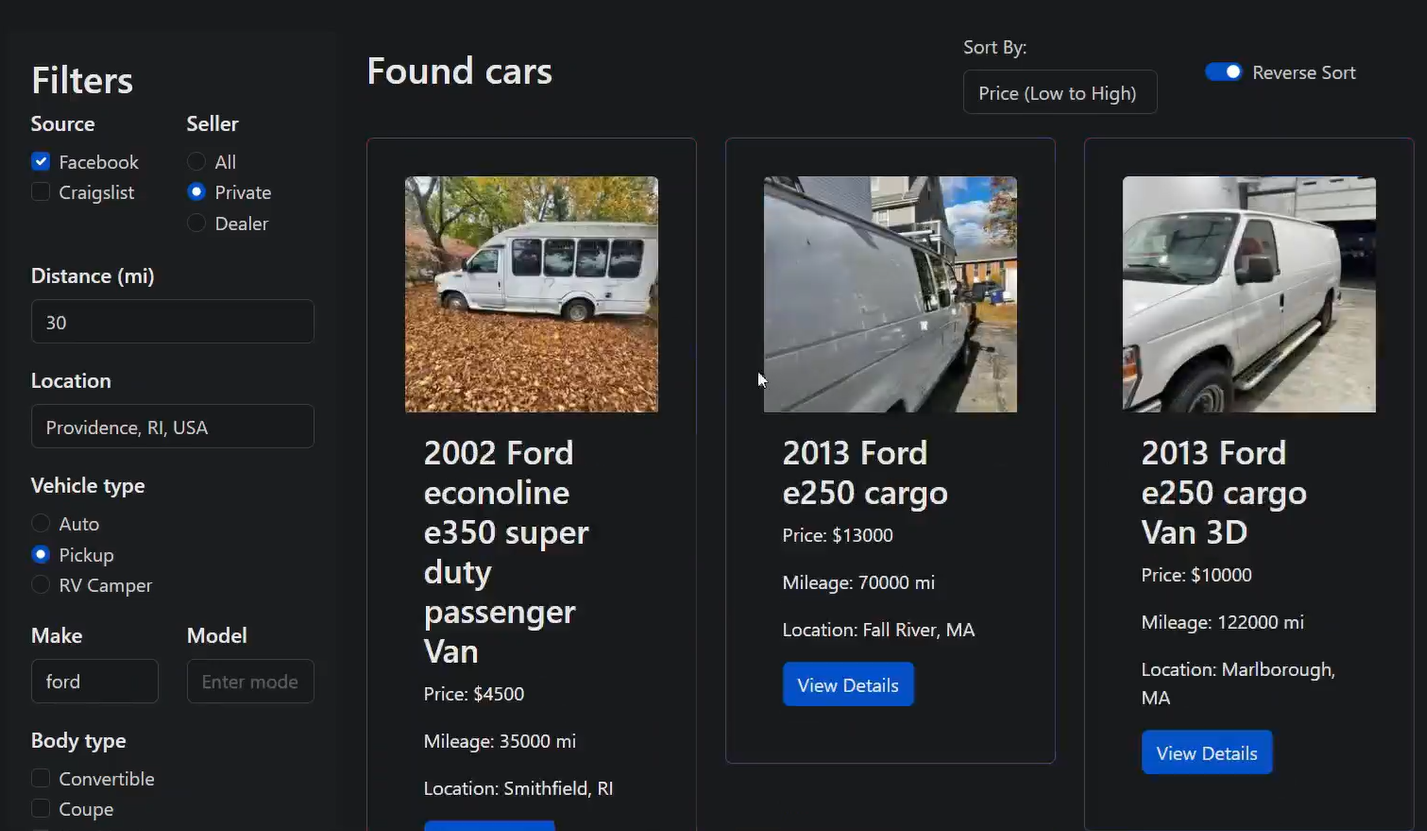 Filters
Source
Seller
Facebook
All
Craigslist
Private
Dealer
Distance (mi)
30
Location
Providence, RI, USA
Vehicle type
Auto
Pickup
RV Camper
Make
Model
ford
Enter mode
Body type
Convertible
Coupe
Found cars
Sort By:
Price (Low to High)
Reverse Sort
2002 Ford
econoline
e350 super
duty
passenger
Van
Price: $4500
Mileage: 35000 mi
Location: Smithfield, RI
2013 Ford
e250 cargo
Price: $13000
Mileage: 70000 mi
Location: Fall River, MA
View Details
2013 Ford
e250 cargo
Van 3D
Price: $10000
Mileage: 122000 mi
Location: Marlborough,
MA
View Details